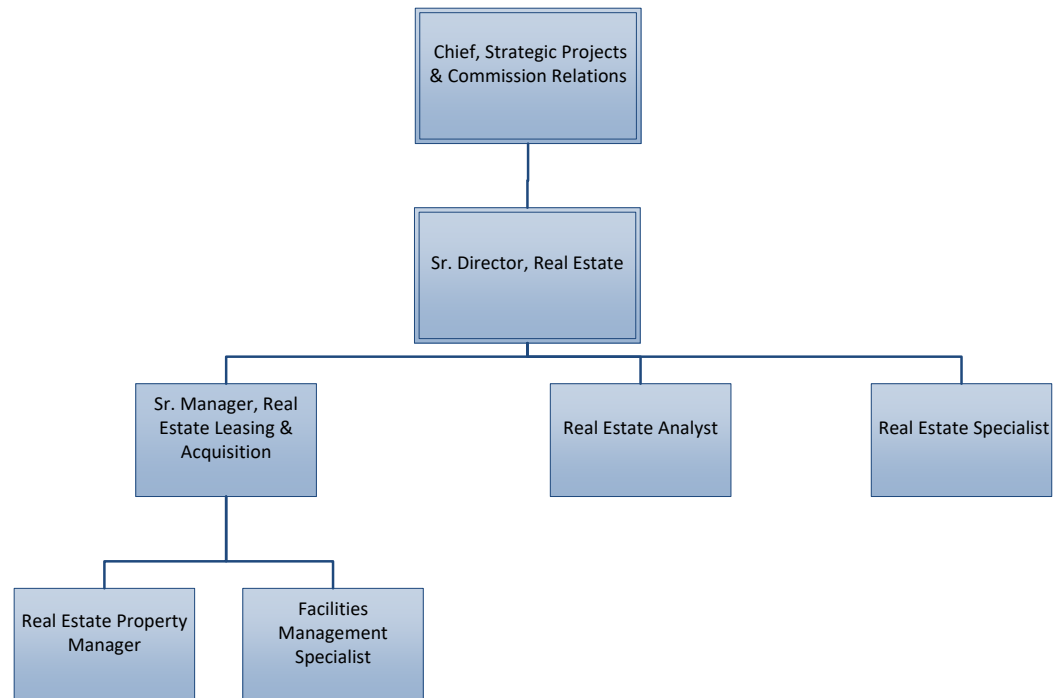 Chief, Strategic Projects
& Commission Relations
Sr. Director, Real Estate
Sr. Manager, Real
Estate Leasing &
Acquisition
Real Estate Analyst
Real Estate Specialist
Real Estate Property
Manager
Facilities
Management
Specialist